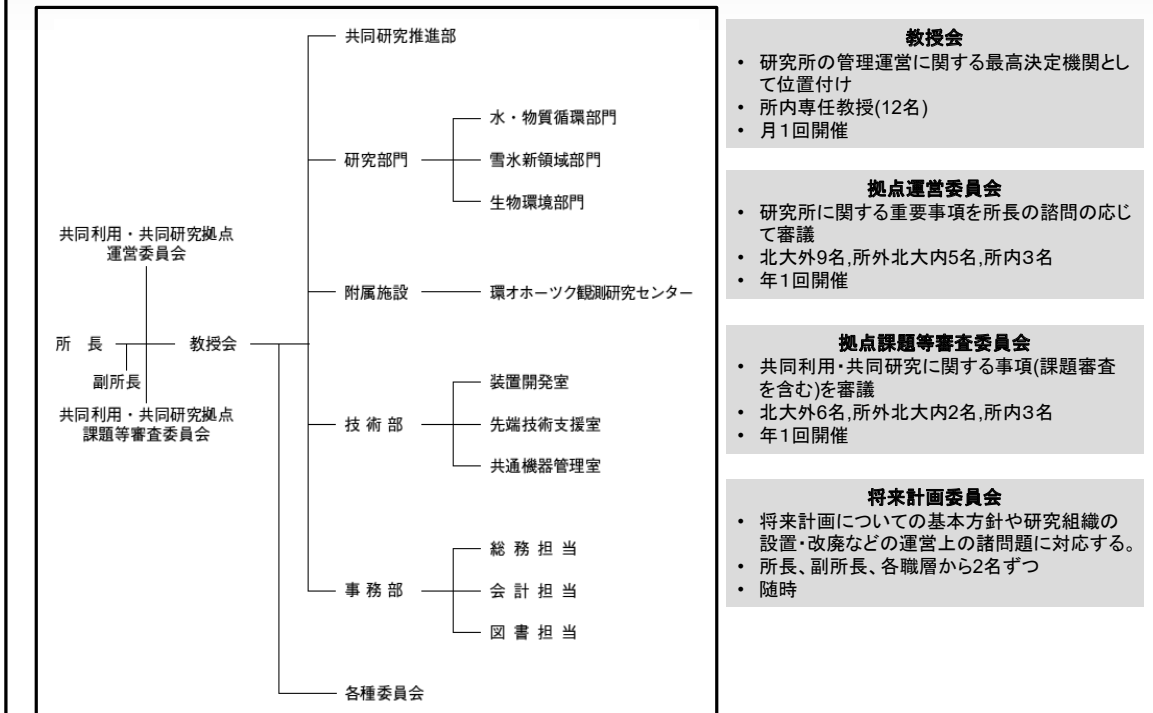 共同研究推進部
水・物質循環部門
研究部門
雪氷新領域部門
生物環境部門
共同利用・共同研究拠点
運営委員会
附属施設
環オホーツク観測研究センター
所　長
教授会
副所長
共同利用・共同研究拠点
課題等審査委員会
装置開発室
技 術 部
先端技術支援室
共通機器管理室
総 務 担 当
事 務 部
会 計 担 当
図 書 担 当
各種委員会
教授会
• 研究所の管理運営に関する最高決定機関とし
て位置付け
• 所内専任教授(12名)
• 月1回開催
拠点運営委員会
• 研究所に関する重要事項を所長の諮問の応じ
て審議
• 北大外9名,所外北大内5名,所内3名
• 年1回開催
拠点課題等審査委員会
• 共同利用・共同研究に関する事項(課題審査
を含む)を審議
• 北大外6名,所外北大内2名,所内3名
• 年1回開催
将来計画委員会
• 将来計画についての基本方針や研究組織の
設置・改廃などの運営上の諸問題に対応する。
• 所長、副所長、各職層から2名ずつ
• 随時